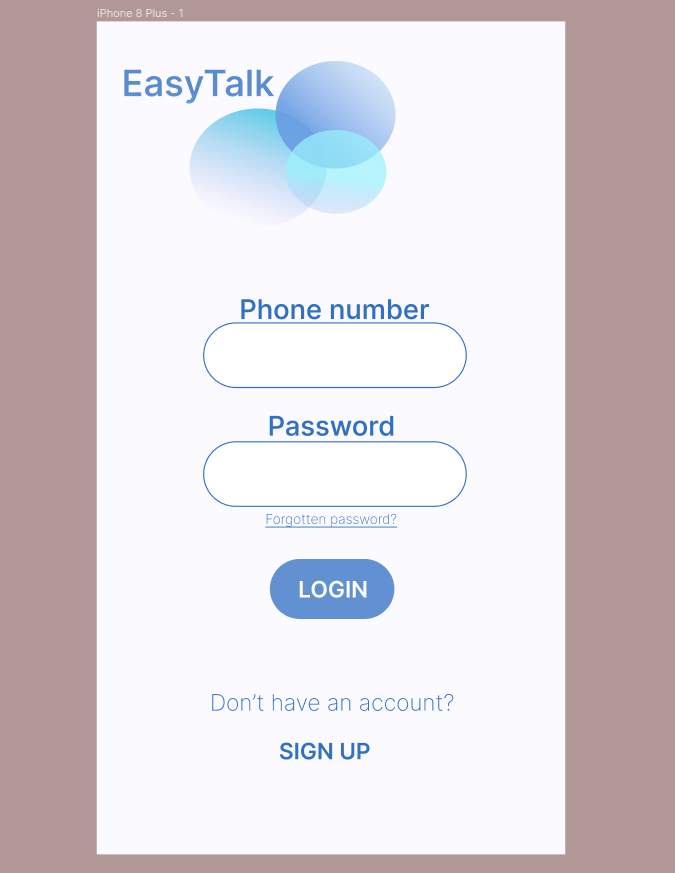 iPhone 8 Plus - 1
EasyTalk
Phone number
Password
Forgotten password?
LOGIN
Don’t have an account?
SIGN UP